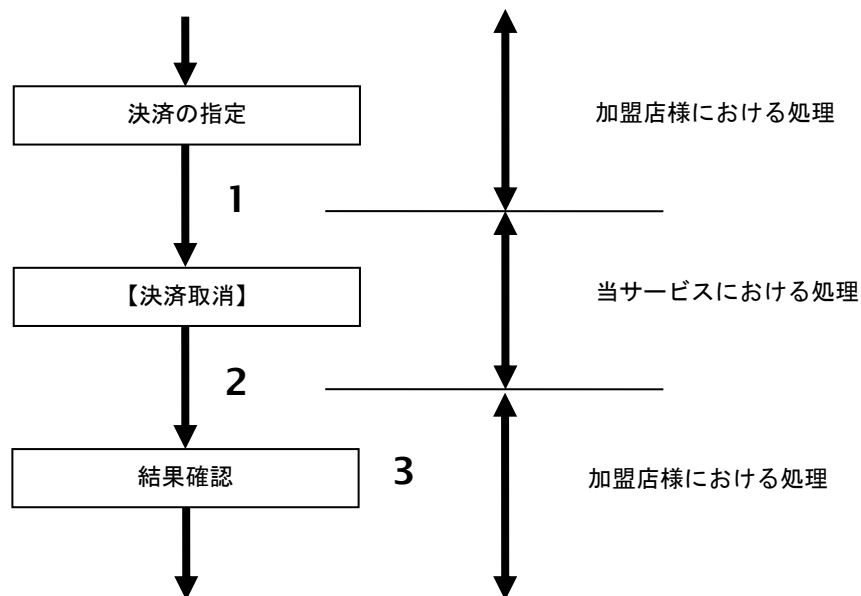 決済の指定
加盟店様における処理
1
【決済取消】
当サービスにおける処理
2
結果確認
3
加盟店様における処理